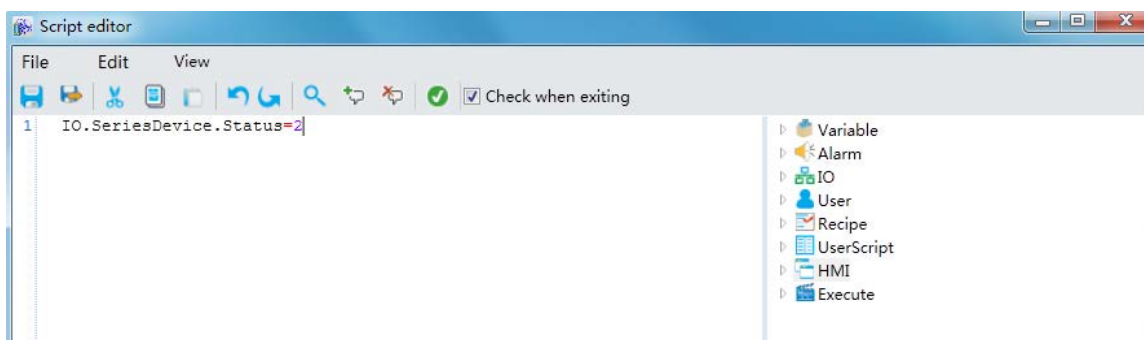 Script editor
File Edit View
Check when exiting
1 IO.SeriesDevice.Status=2
Variable
Alarm
IO
User
Recipe
UserScript
HMI
Execute